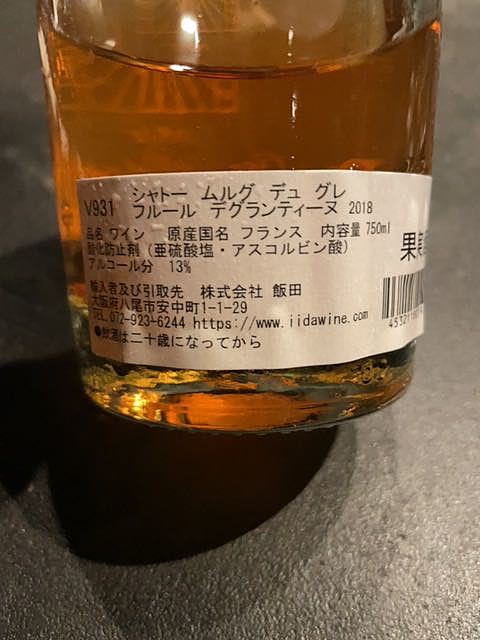 V931 シャトー ムルグ デュ グレ
フルール デグランティーヌ 2018
品名 ワイン 原産国名 フランス 内容量 750ml
酸化防止剤（亜硫酸塩・アスコルビン酸）
アルコール分 13%
果実
輸入者及び引取先 株式会社 飯田
大阪府八尾市安中町1-1-29
TEL.072-923-6244 https://www.iidawine.com
●飲酒は二十歳になってから